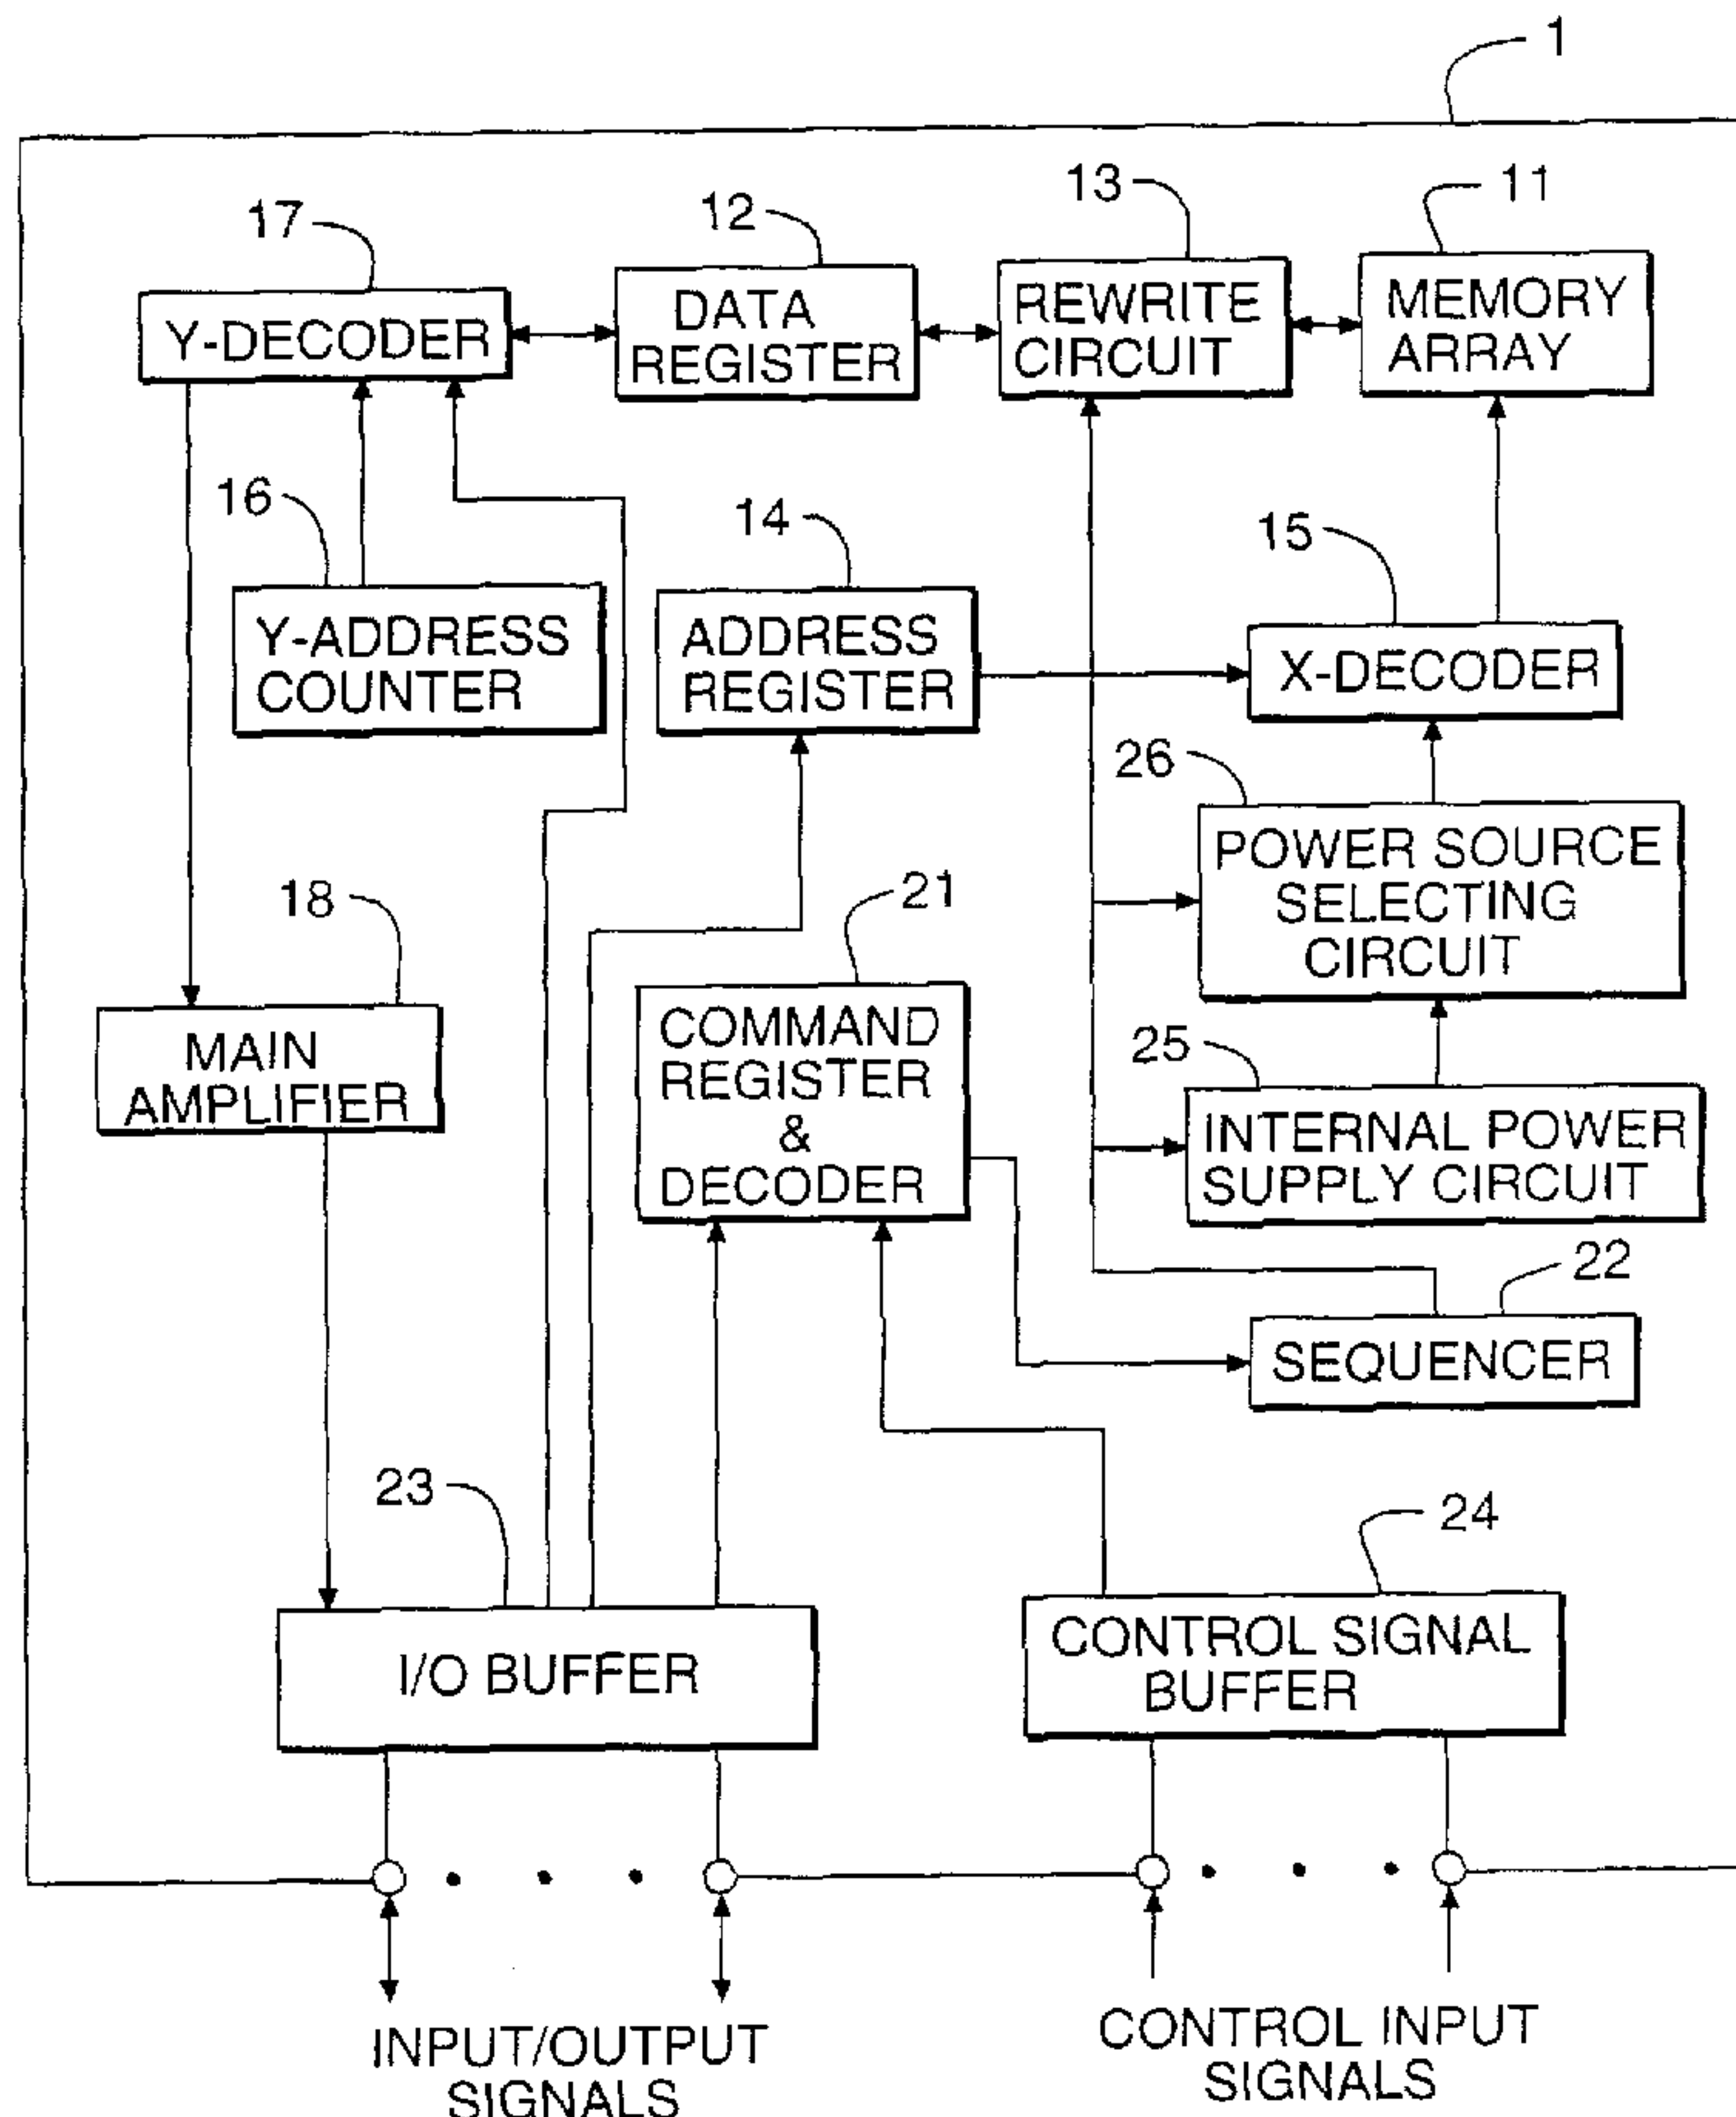 1
17
12
13
11
Y-DECODER
DATA
REGISTER
REWRITE
CIRCUIT
MEMORY
ARRAY
16
14
15
Y-ADDRESS
COUNTER
ADDRESS
REGISTER
X-DECODER
26
POWER SOURCE
SELECTING
CIRCUIT
18
21
MAIN
AMPLIFIER
COMMAND
REGISTER
&
DECODER
25
INTERNAL POWER
SUPPLY CIRCUIT
22
SEQUENCER
23
24
I/O BUFFER
CONTROL SIGNAL
BUFFER
INPUT/OUTPUT
SIGNALS
CONTROL INPUT
SIGNALS